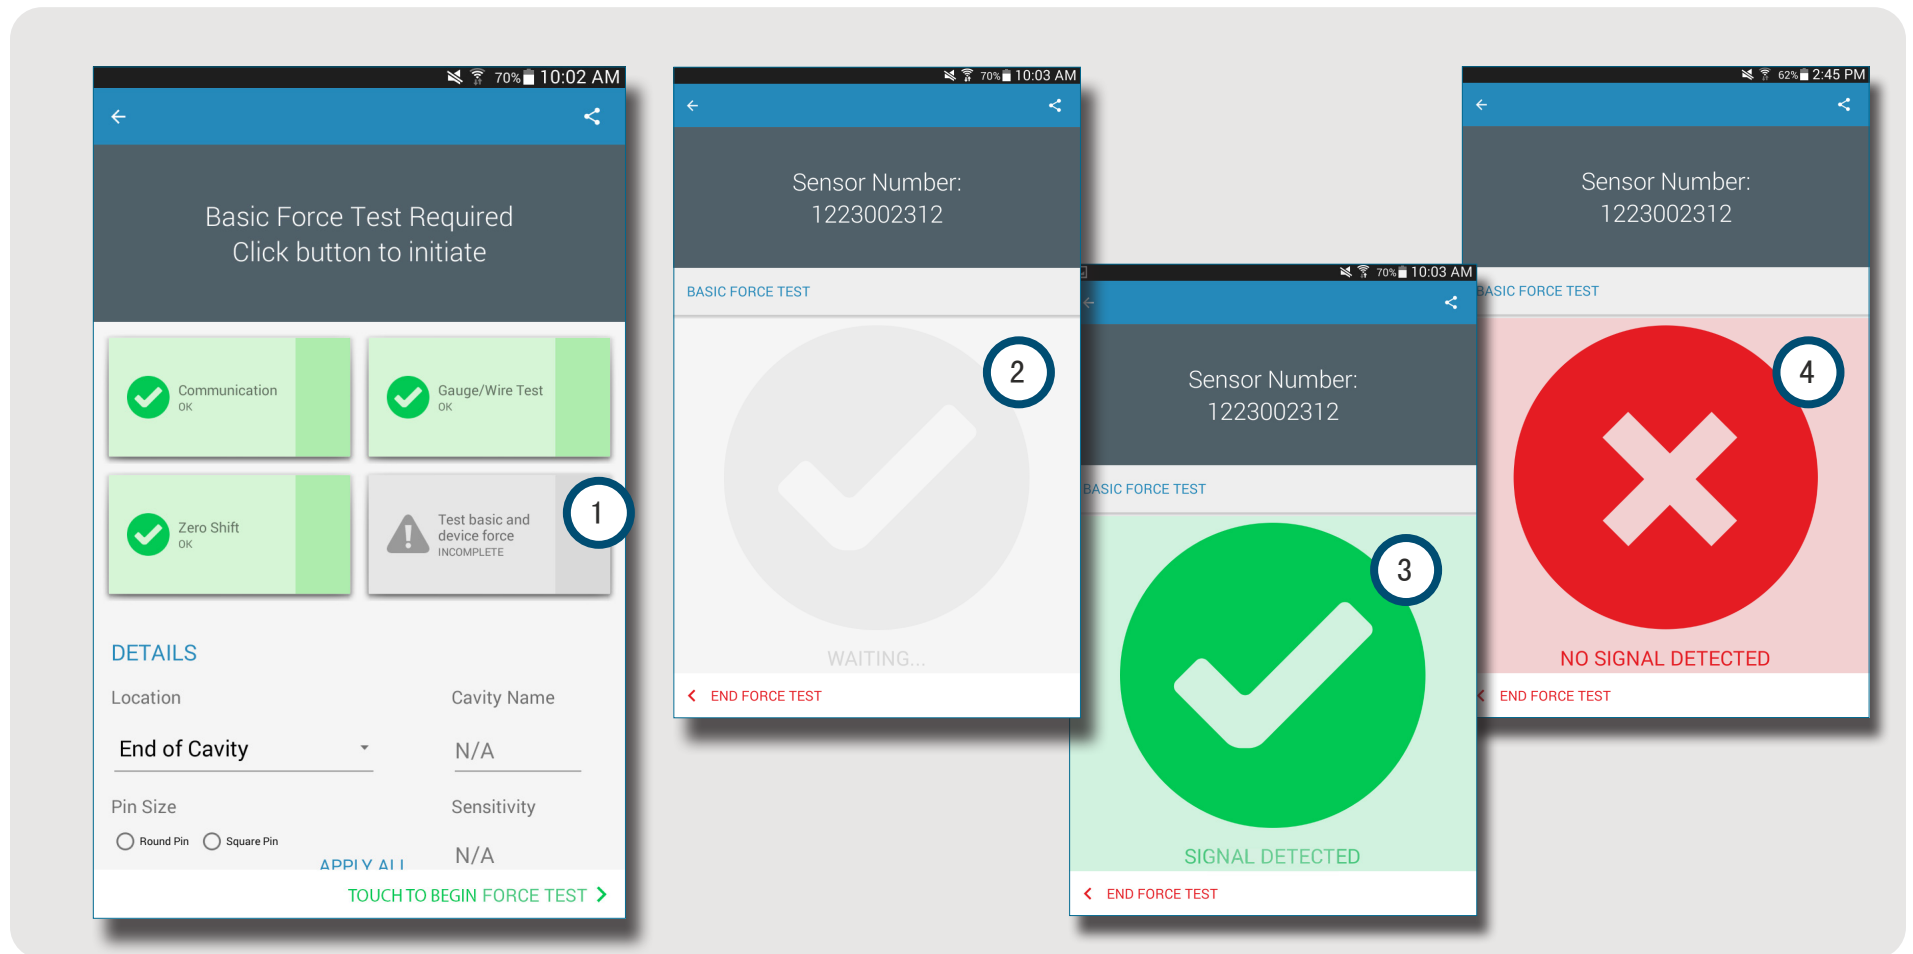 70% 10:02 AM
Basic Force Test Required
Click button to initiate
Communication
OK
Gauge/Wire Test
OK
Zero Shift
OK
Test basic and
device force
INCOMPLETE
1
DETAILS
Location
Cavity Name
End of Cavity
N/A
Pin Size
Sensitivity
Round Pin
Square Pin
N/A
APPLY ALL
TOUCH TO BEGIN FORCE TEST
70% 10:03 AM
Sensor Number:
1223002312
BASIC FORCE TEST
2
WAITING...
END FORCE TEST
70% 10:03 AM
Sensor Number:
1223002312
BASIC FORCE TEST
3
SIGNAL DETECTED
END FORCE TEST
62% 2:45 PM
Sensor Number:
1223002312
BASIC FORCE TEST
4
NO SIGNAL DETECTED
END FORCE TEST